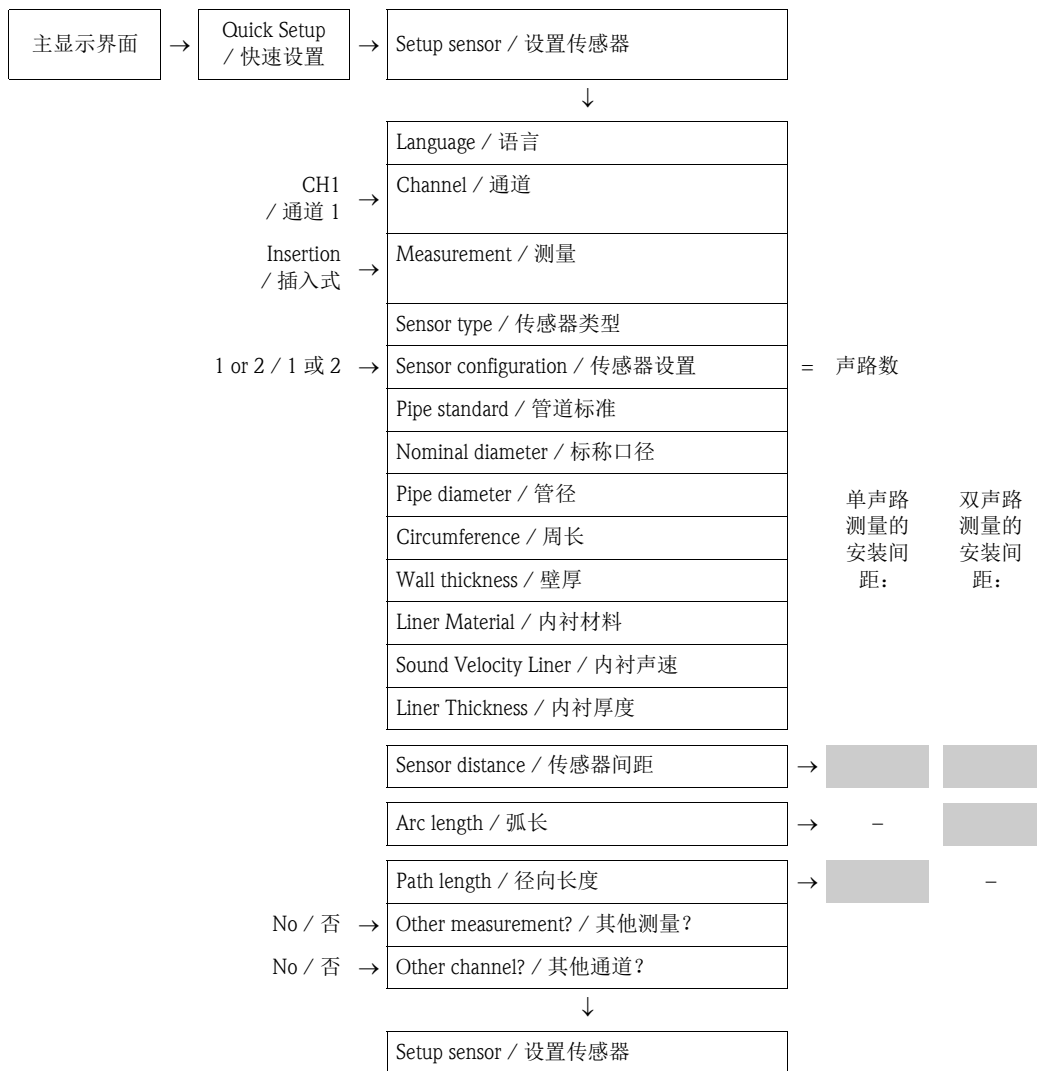 主显示界面 → Quick Setup / 快速设置 → Setup sensor / 设置传感器
↓
Language / 语言
CH1 / 通道 1 → Channel / 通道
Insertion / 插入式 → Measurement / 测量
Sensor type / 传感器类型
1 or 2 / 1 或 2 → Sensor configuration / 传感器设置 = 声路数
Pipe standard / 管道标准
Nominal diameter / 标称口径
Pipe diameter / 管径
Circumference / 周长
Wall thickness / 壁厚
Liner Material / 内衬材料
Sound Velocity Liner / 内衬声速
Liner Thickness / 内衬厚度
单声路
测量的
安装间
距：
双声路
测量的
安装间
距：
Sensor distance / 传感器间距 →
Arc length / 弧长 → –
Path length / 径向长度 → –
No / 否 → Other measurement? / 其他测量？
No / 否 → Other channel? / 其他通道？
↓
Setup sensor / 设置传感器